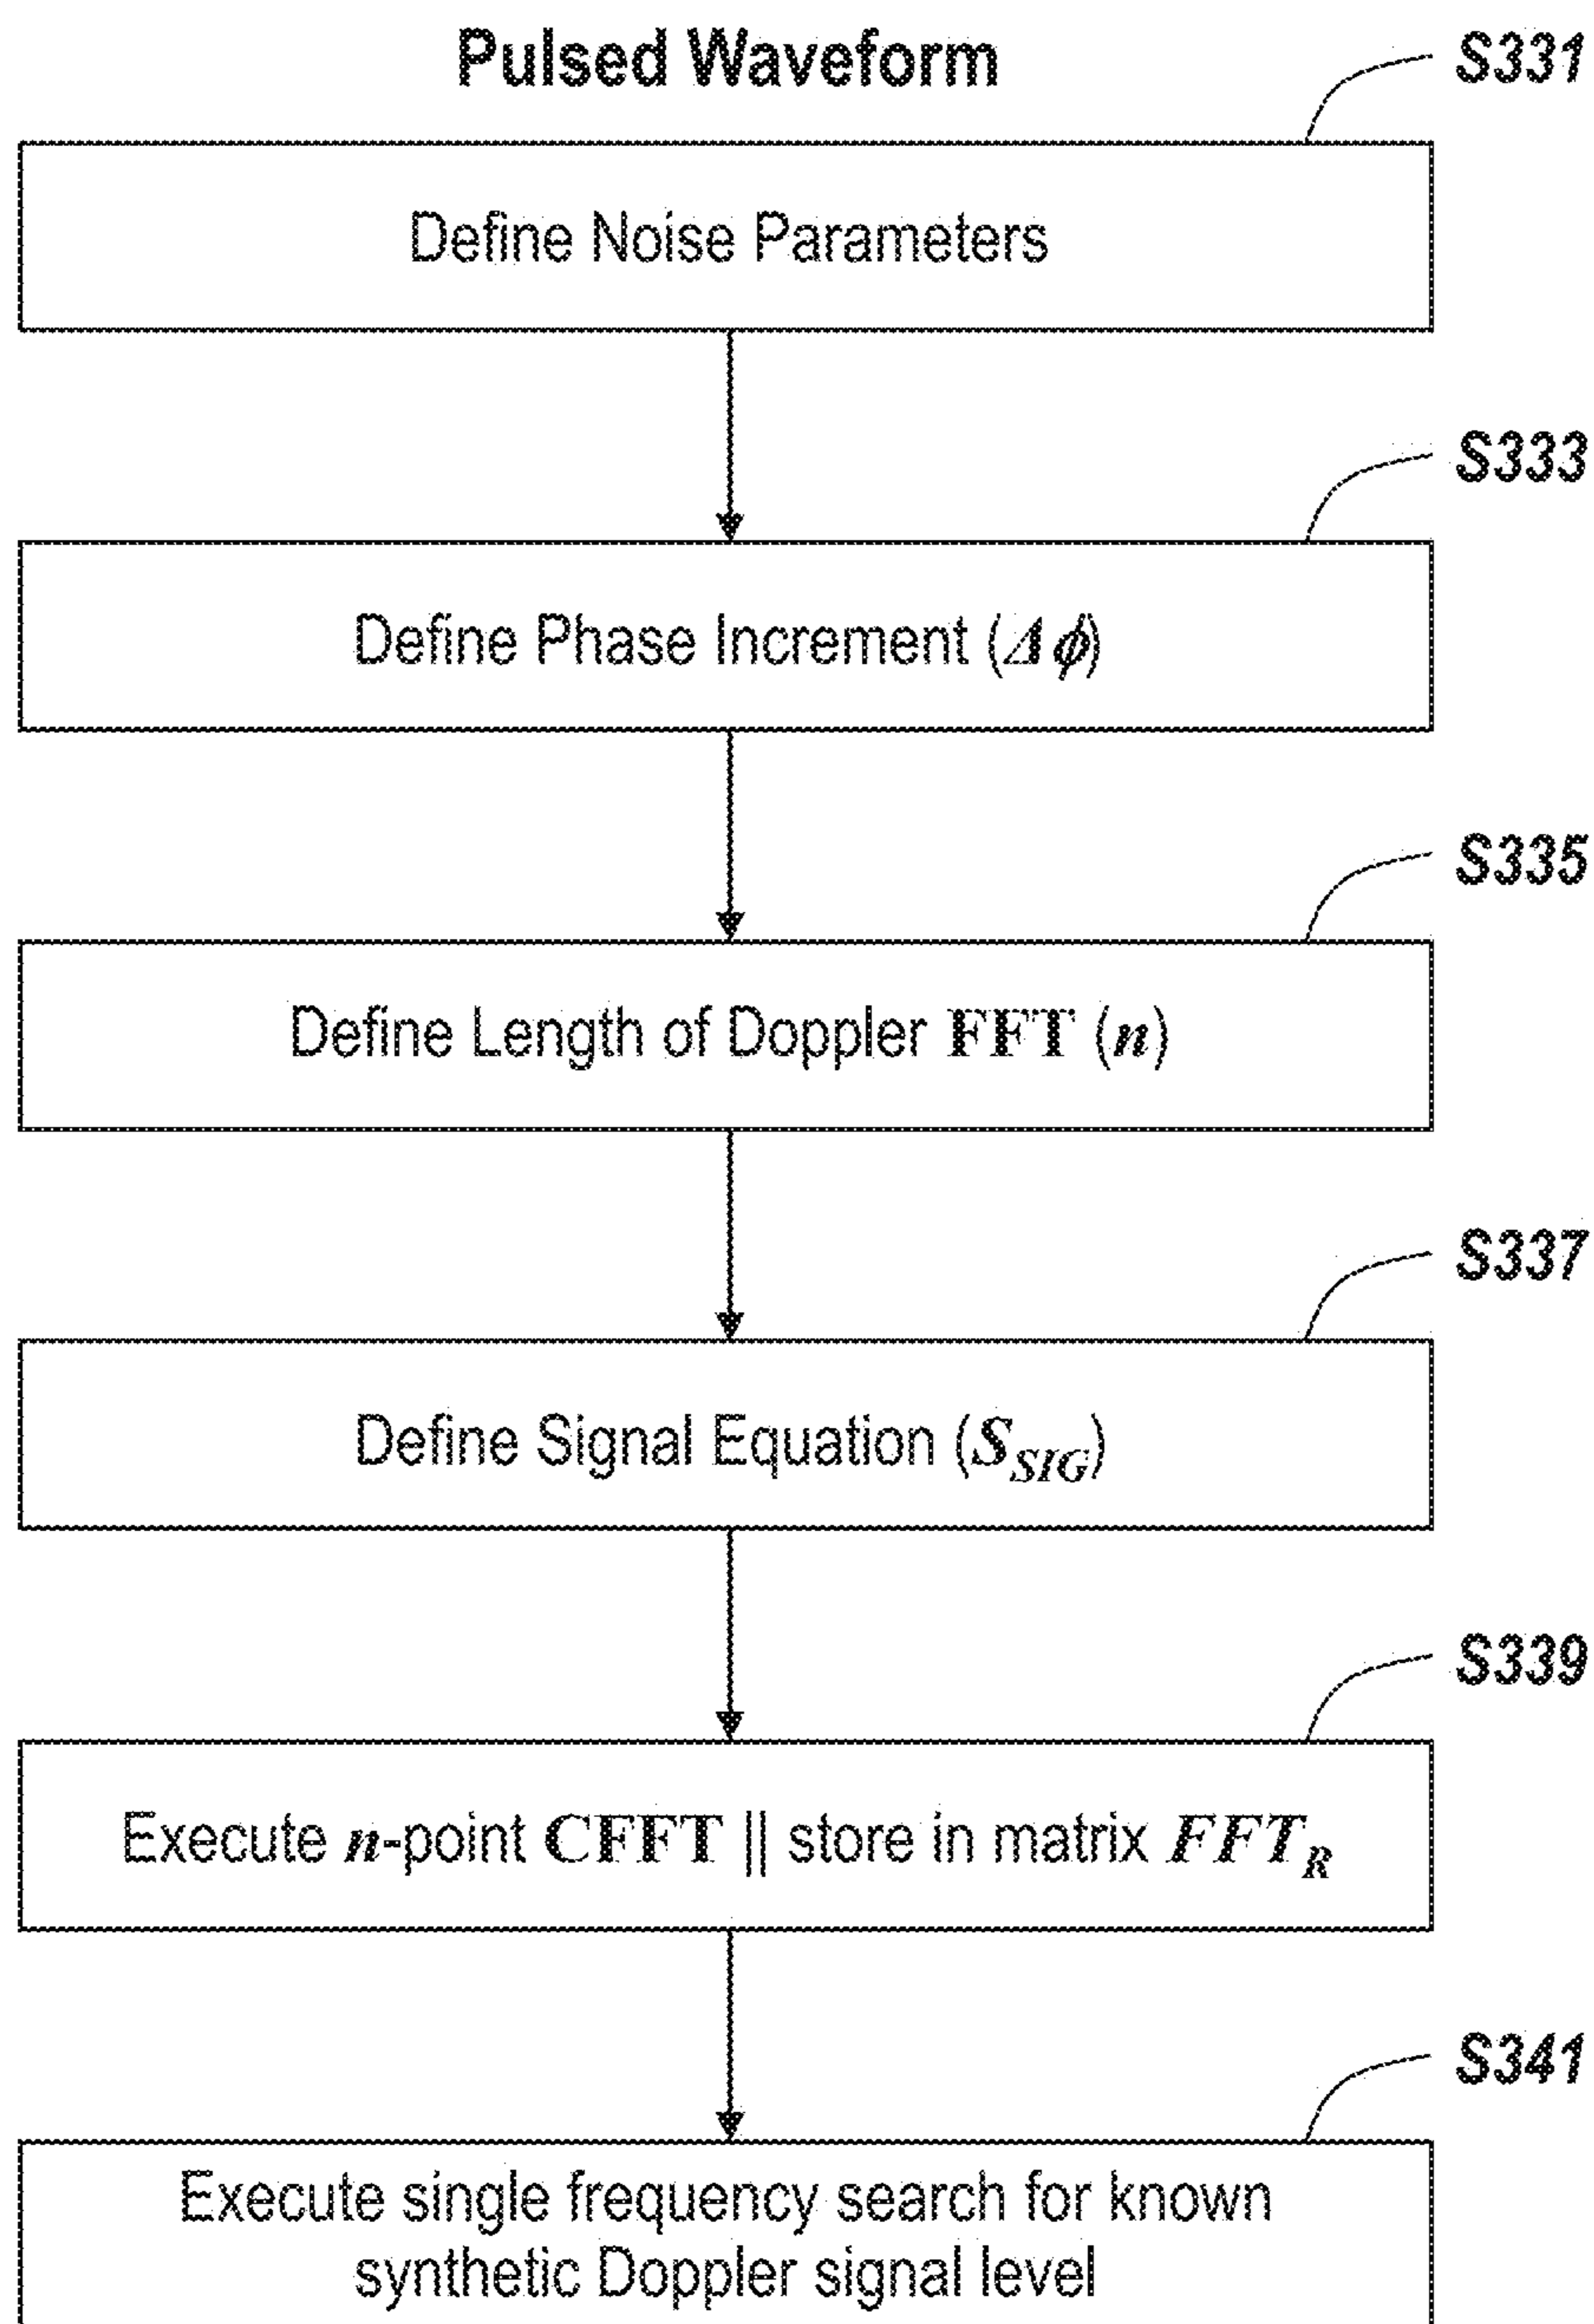 Pulsed Waveform
S331
Define Noise Parameters
S333
Define Phase Increment (Δϕ)
S335
Define Length of Doppler FFT (n)
S337
Define Signal Equation (S_SIG)
S339
Execute n-point CFFT || store in matrix FFT_R
S341
Execute single frequency search for known
synthetic Doppler signal level